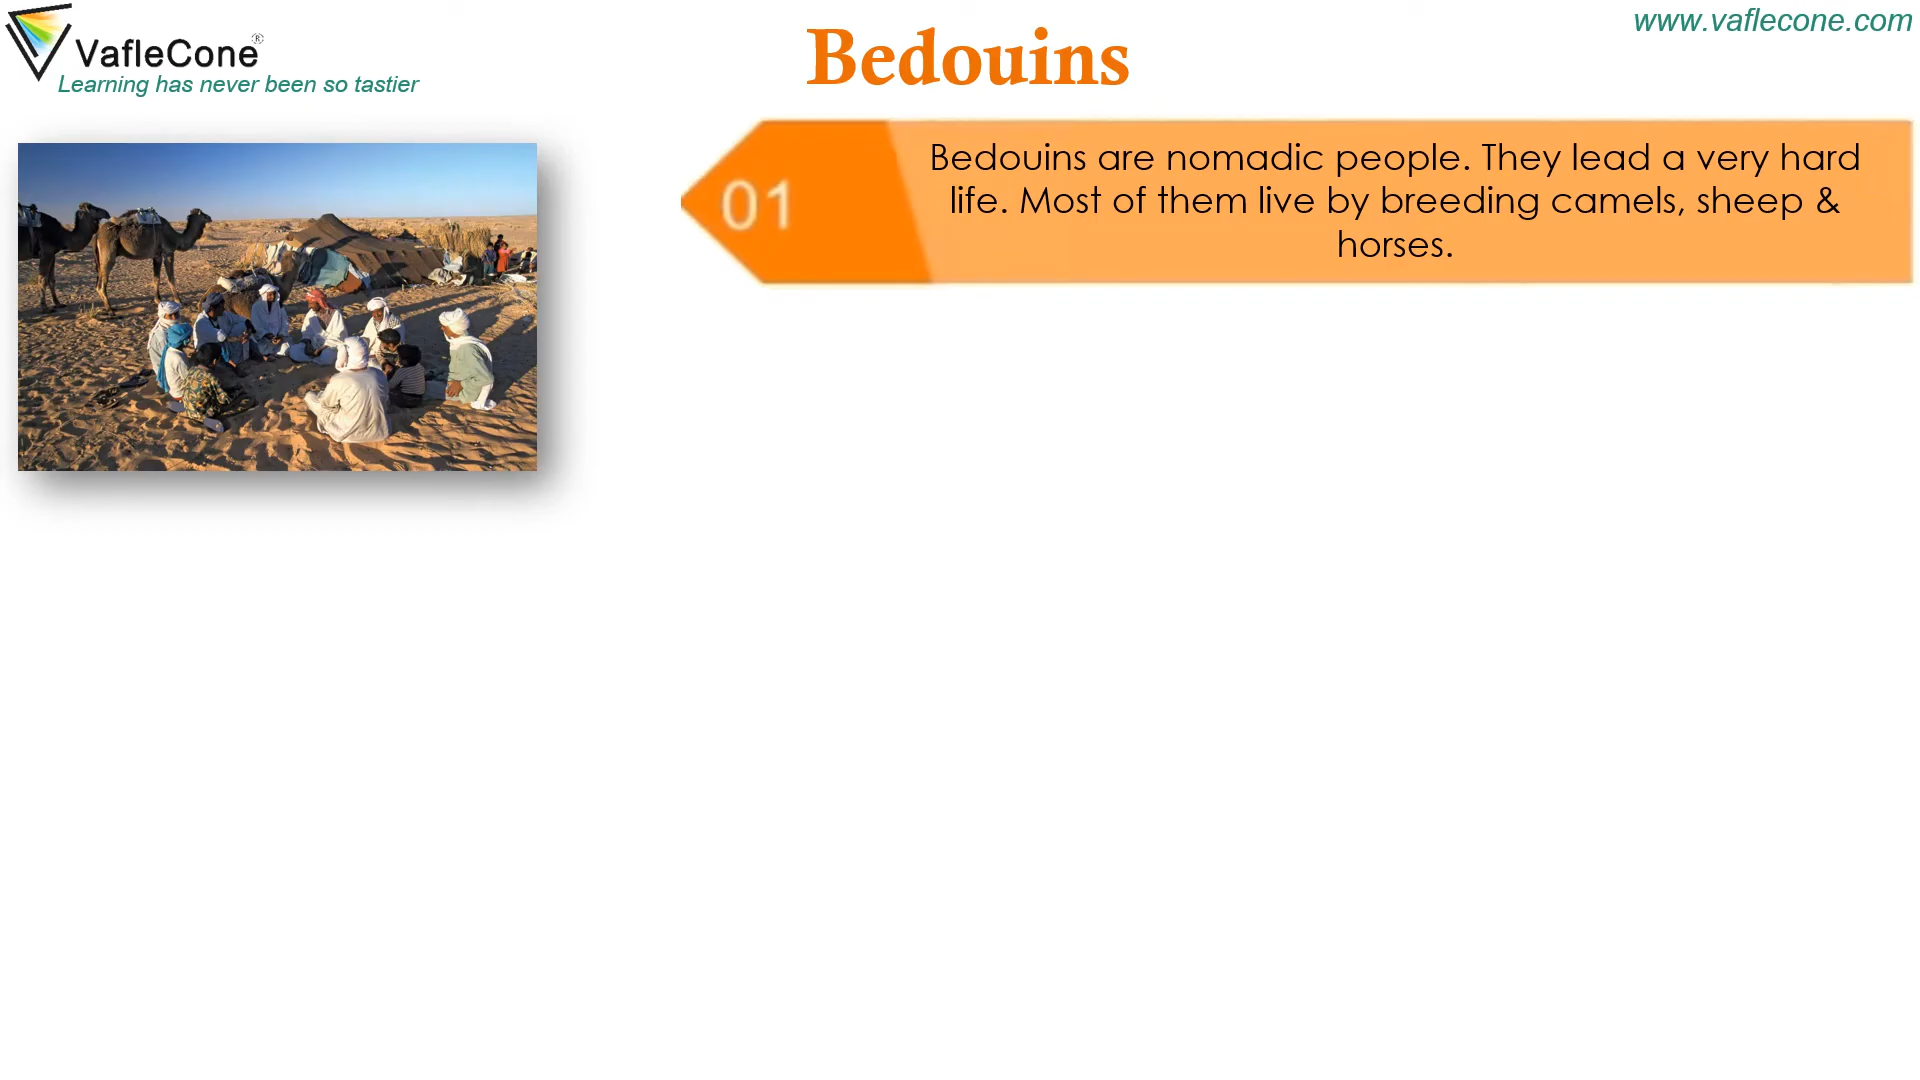 VafleCone®
Learning has never been so tastier
Bedouins
www.vaflecone.com
01
Bedouins are nomadic people. They lead a very hard
life. Most of them live by breeding camels, sheep &
horses.